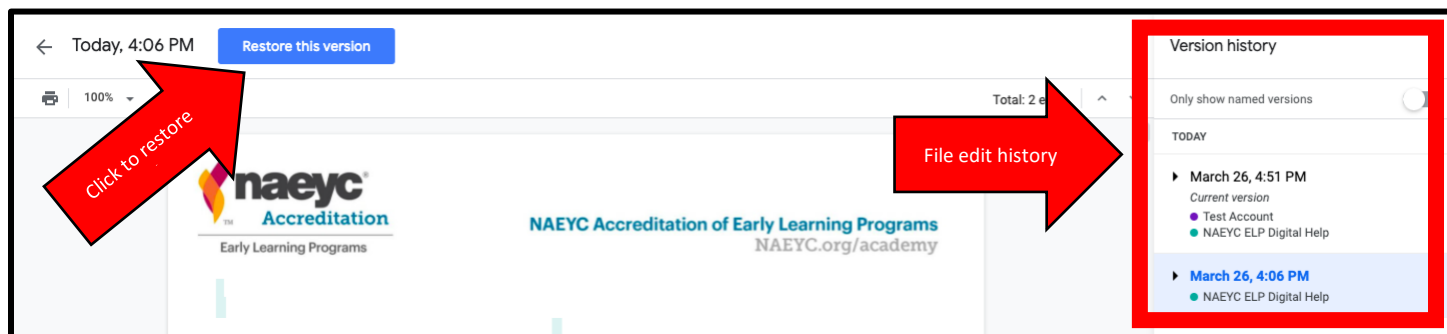 Today, 4:06 PM
Restore this version
Version history
100%
Total: 2 e
Only show named versions
Click to restore
File edit history
TODAY
March 26, 4:51 PM
Current version
Test Account
NAEYC ELP Digital Help
March 26, 4:06 PM
NAEYC ELP Digital Help
naeyc®
TM
Accreditation
Early Learning Programs
NAEYC Accreditation of Early Learning Programs
NAEYC.org/academy